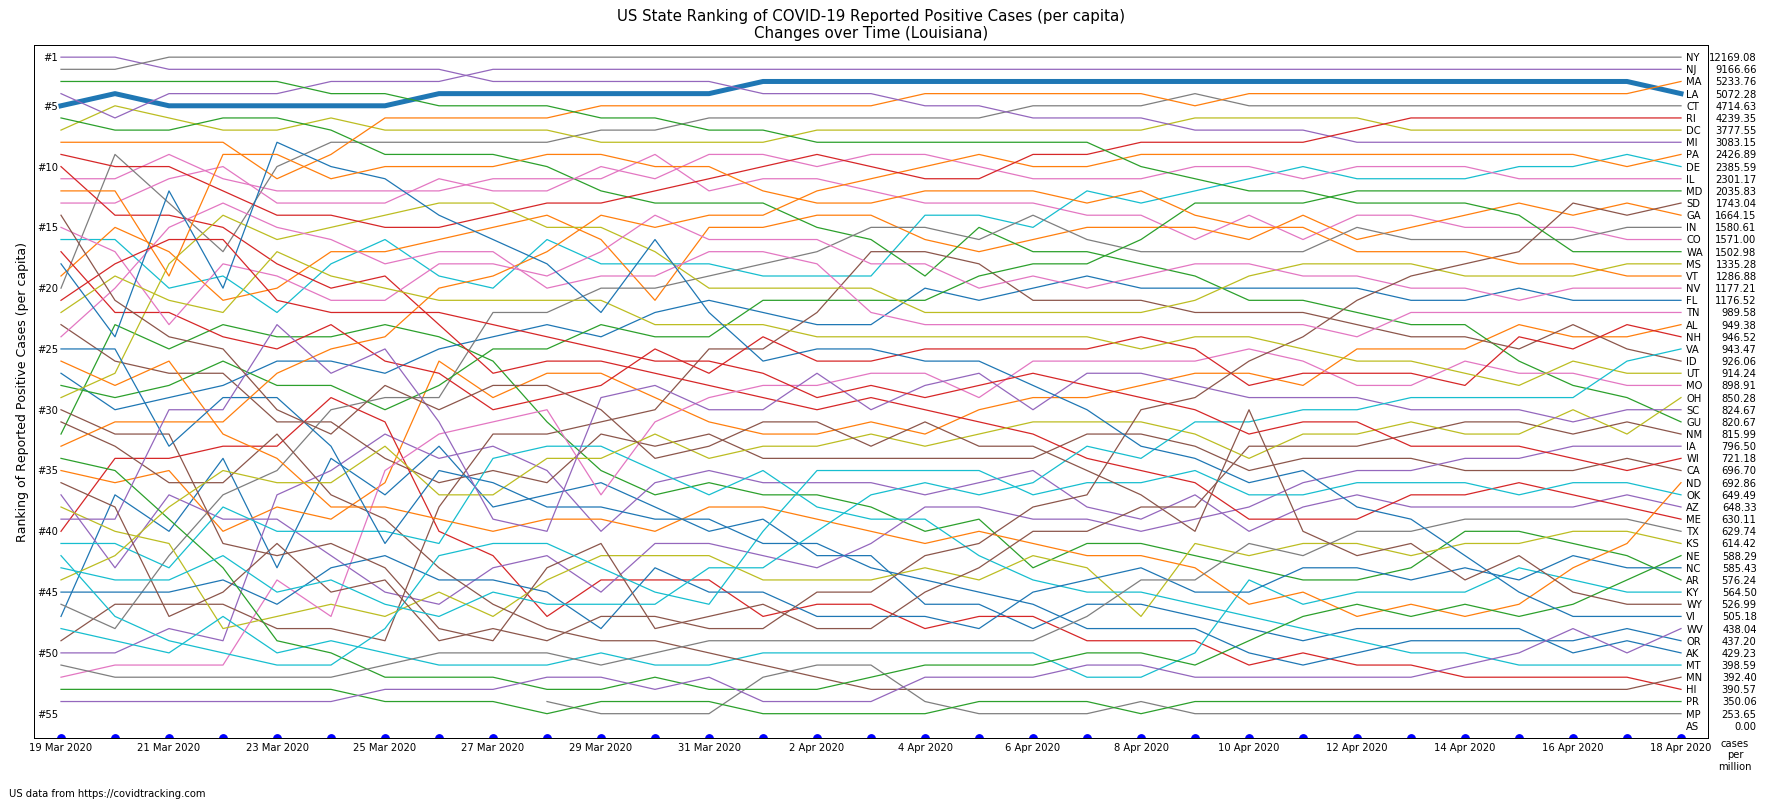 US State Ranking of COVID-19 Reported Positive Cases (per capita)
Changes over Time (Louisiana)
Ranking of Reported Positive Cases (per capita)
#1
#5
#10
#15
#20
#25
#30
#35
#40
#45
#50
#55
NY 12169.08
NJ 9166.66
MA 5233.76
LA 5072.28
CT 4714.63
RI 4239.35
DC 3777.55
MI 3083.15
PA 2426.89
DE 2385.59
IL 2301.17
MD 2035.83
SD 1743.04
GA 1664.15
IN 1580.61
CO 1571.00
WA 1502.98
MS 1335.28
VT 1286.88
NV 1177.21
FL 1176.52
TN 989.58
AL 949.38
NH 946.52
VA 943.47
ID 926.06
UT 914.24
MO 898.91
OH 850.28
SC 824.67
GU 820.67
NM 815.99
IA 796.50
WI 721.18
CA 696.70
ND 692.86
OK 649.49
AZ 648.33
ME 630.11
TX 629.74
KS 614.42
NE 588.29
NC 585.43
AR 576.24
KY 564.50
WY 526.99
VI 505.18
WV 438.04
OR 437.20
AK 429.23
MT 398.59
MN 392.40
HI 390.57
PR 350.06
MP 253.65
AS 0.00
19 Mar 2020 21 Mar 2020 23 Mar 2020 25 Mar 2020 27 Mar 2020 29 Mar 2020 31 Mar 2020 2 Apr 2020 4 Apr 2020 6 Apr 2020 8 Apr 2020 10 Apr 2020 12 Apr 2020 14 Apr 2020 16 Apr 2020 18 Apr 2020
cases
per
million
US data from https://covidtracking.com